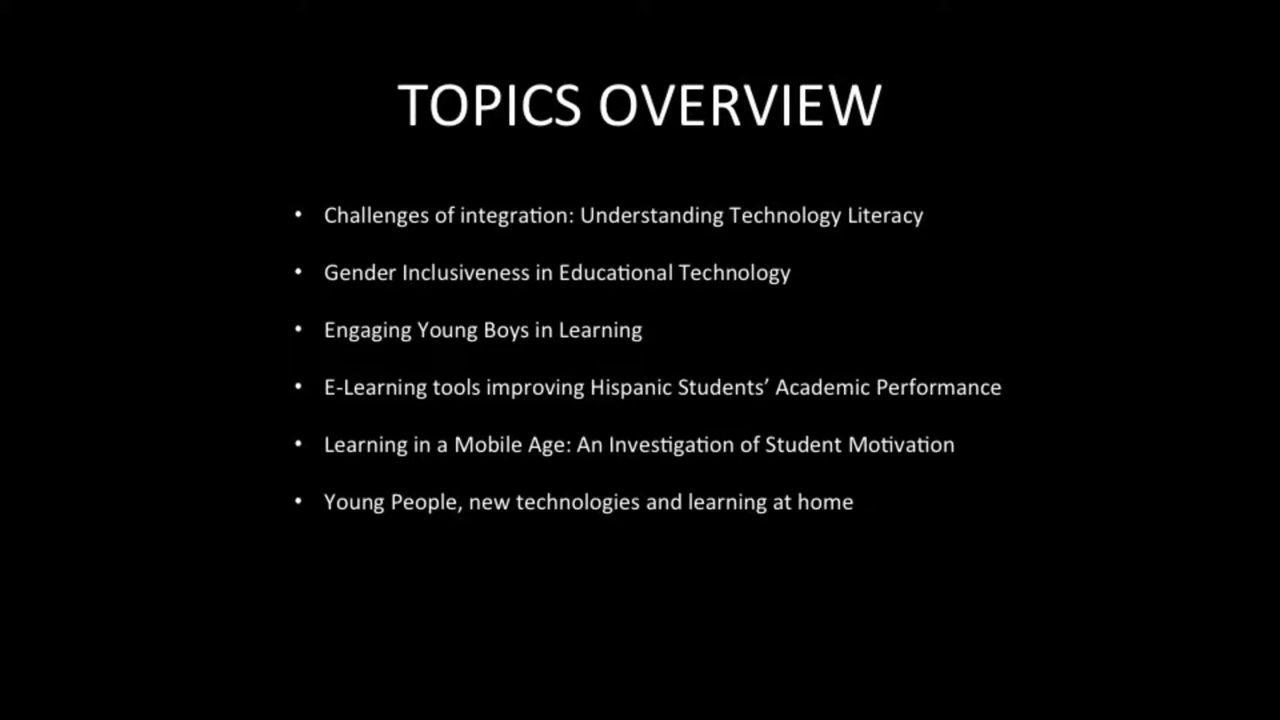 TOPICS OVERVIEW
• Challenges of integration: Understanding Technology Literacy
• Gender Inclusiveness in Educational Technology
• Engaging Young Boys in Learning
• E-Learning tools improving Hispanic Students’ Academic Performance
• Learning in a Mobile Age: An Investigation of Student Motivation
• Young People, new technologies and learning at home